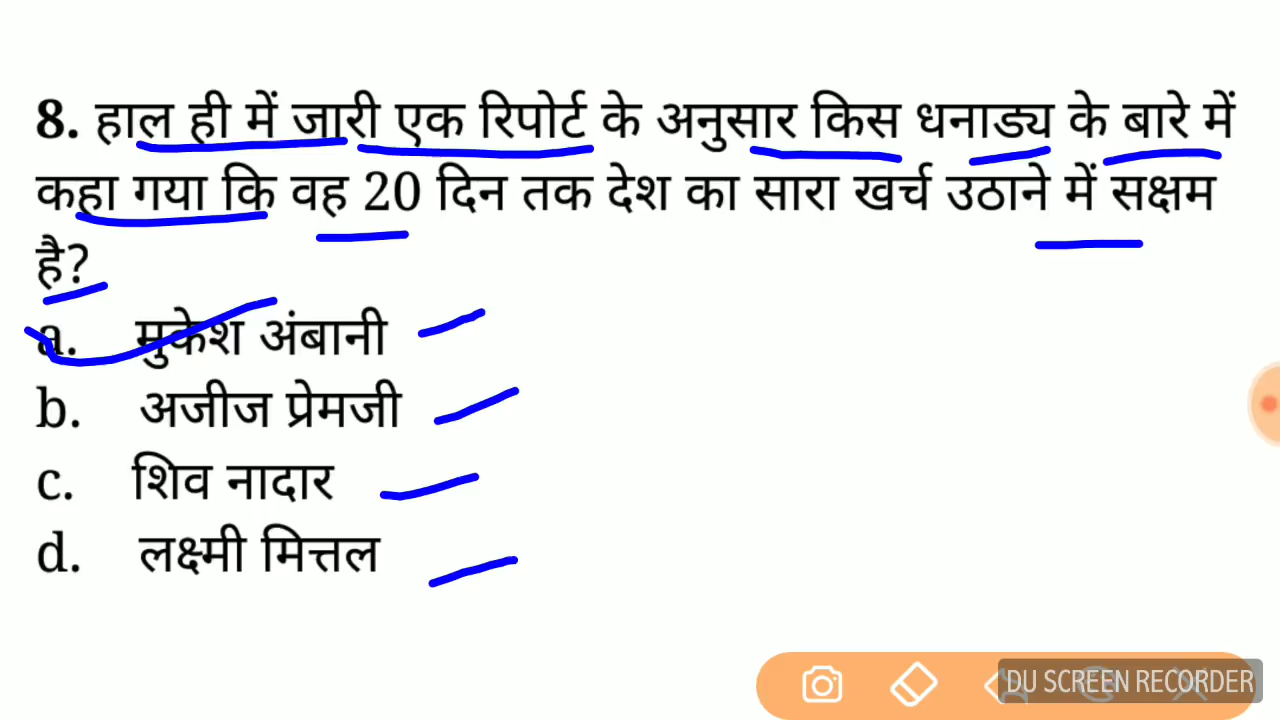 8. हाल ही में जारी एक रिपोर्ट के अनुसार किस धनाड्य के बारे में
कहा गया कि वह 20 दिन तक देश का सारा खर्च उठाने में सक्षम
है?
a. मुकेश अंबानी
b. अजीज प्रेमजी
c. शिव नादार
d. लक्ष्मी मित्तल
DU SCREEN RECORDER